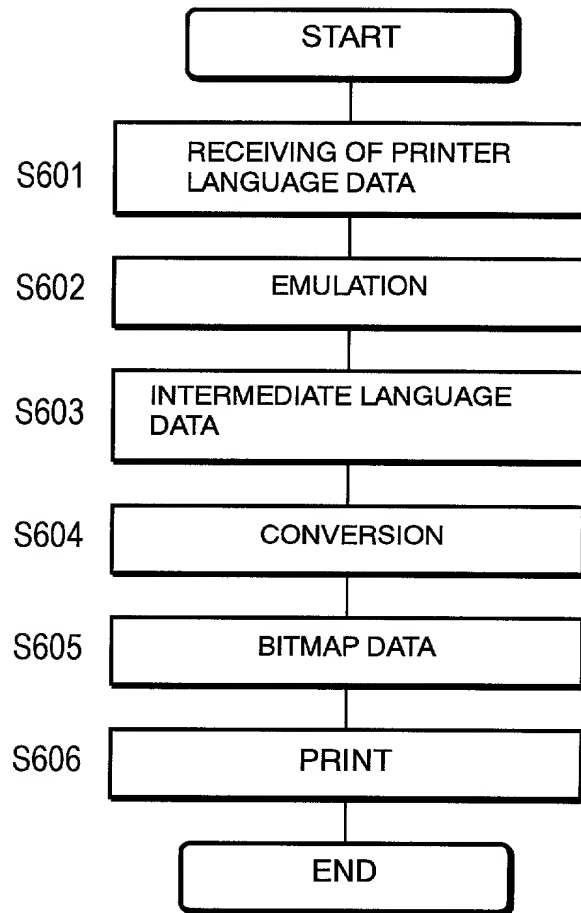 START
S601
RECEIVING OF PRINTER
LANGUAGE DATA
S602
EMULATION
S603
INTERMEDIATE LANGUAGE
DATA
S604
CONVERSION
S605
BITMAP DATA
S606
PRINT
END